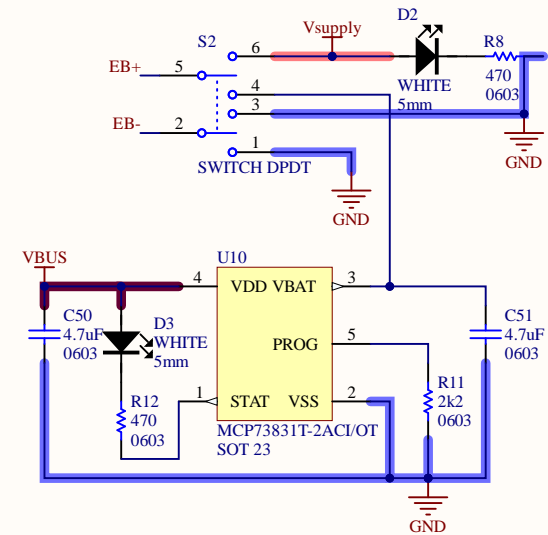 D2
Vsupply
S2
R8
6
EB+
5
WHITE
470
4
5mm
0603
3
EB-
2
1
GND
SWITCH DPDT
GND
VBUS
U10
4
VDD
VBAT
3
C50
4.7uF
0603
D3
WHITE
5mm
C51
4.7uF
0603
PROG
5
R12
470
0603
1
STAT
VSS
2
R11
2k2
0603
MCP73831T-2ACI/OT
SOT 23
GND